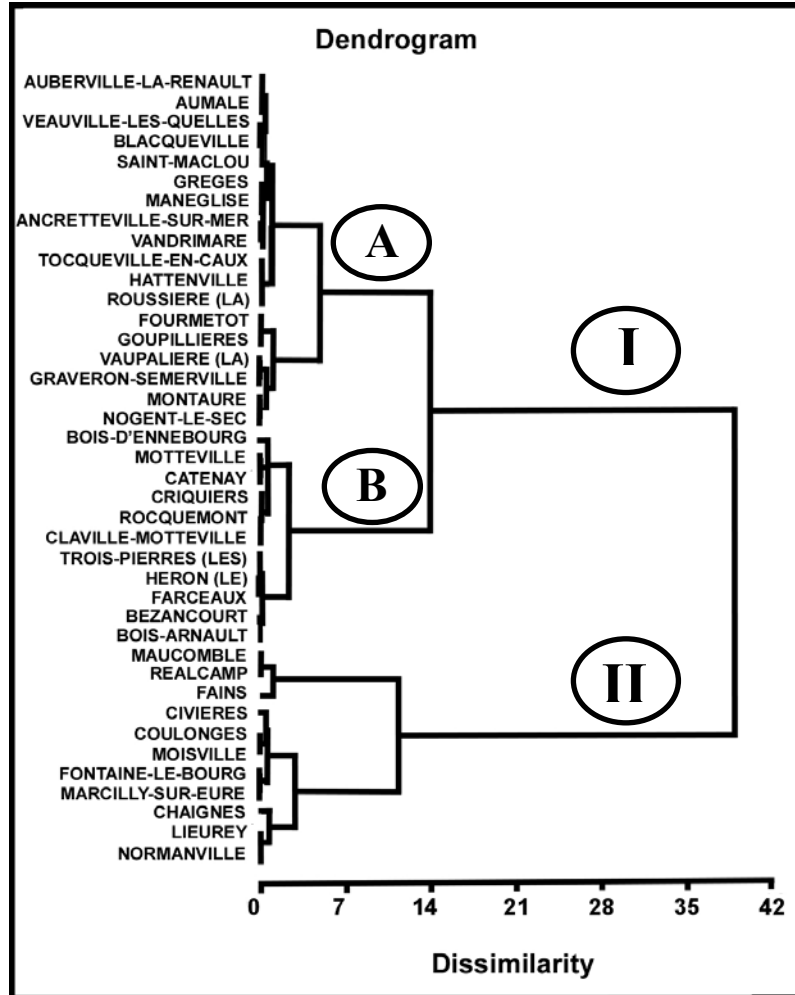 Dendrogram
AUBERVILLE-LA-RENAULT
AUMALE
VEAUVILLE-LES-QUELLES
BLACQUEVILLE
SAINT-MACLOU
GREGES
MANEGLISE
ANCRETTEVILLE-SUR-MER
VANDRIMARE
TOCQUEVILLE-EN-CAUX
HATTENVILLE
ROUSSIERE (LA)
FOURMETOT
GOUPILLIERES
VAUPALIERE (LA)
GRAVERON-SEMERVILLE
MONTAURE
NOGENT-LE-SEC
BOIS-D'ENNEBOURG
MOTTEVILLE
CATENAY
CRIQUIERS
ROCQUEMONT
CLAVILLE-MOTTEVILLE
TROIS-PIERRES (LES)
HERON (LE)
FARCEAUX
BEZANCOURT
BOIS-ARNAULT
MAUCOMBLE
REALCAMP
FAINS
CIVIERES
COULONGES
MOISVILLE
FONTAINE-LE-BOURG
MARCILLY-SUR-EURE
CHAIGNES
LIEUREY
NORMANVILLE
A
I
B
II
0 7 14 21 28 35 42
Dissimilarity